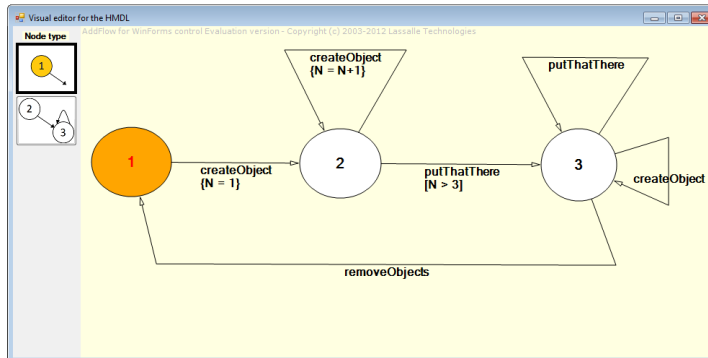 Visual editor for the HMDL
Node type
AddFlow for WinForms control Evaluation version - Copyright (c) 2003-2012 Lassalle Technologies
1
2
3
createObject
{N = N+1}
putThatThere
1
2
3
createObject
{N = 1}
putThatThere
[N > 3]
createObject
removeObjects